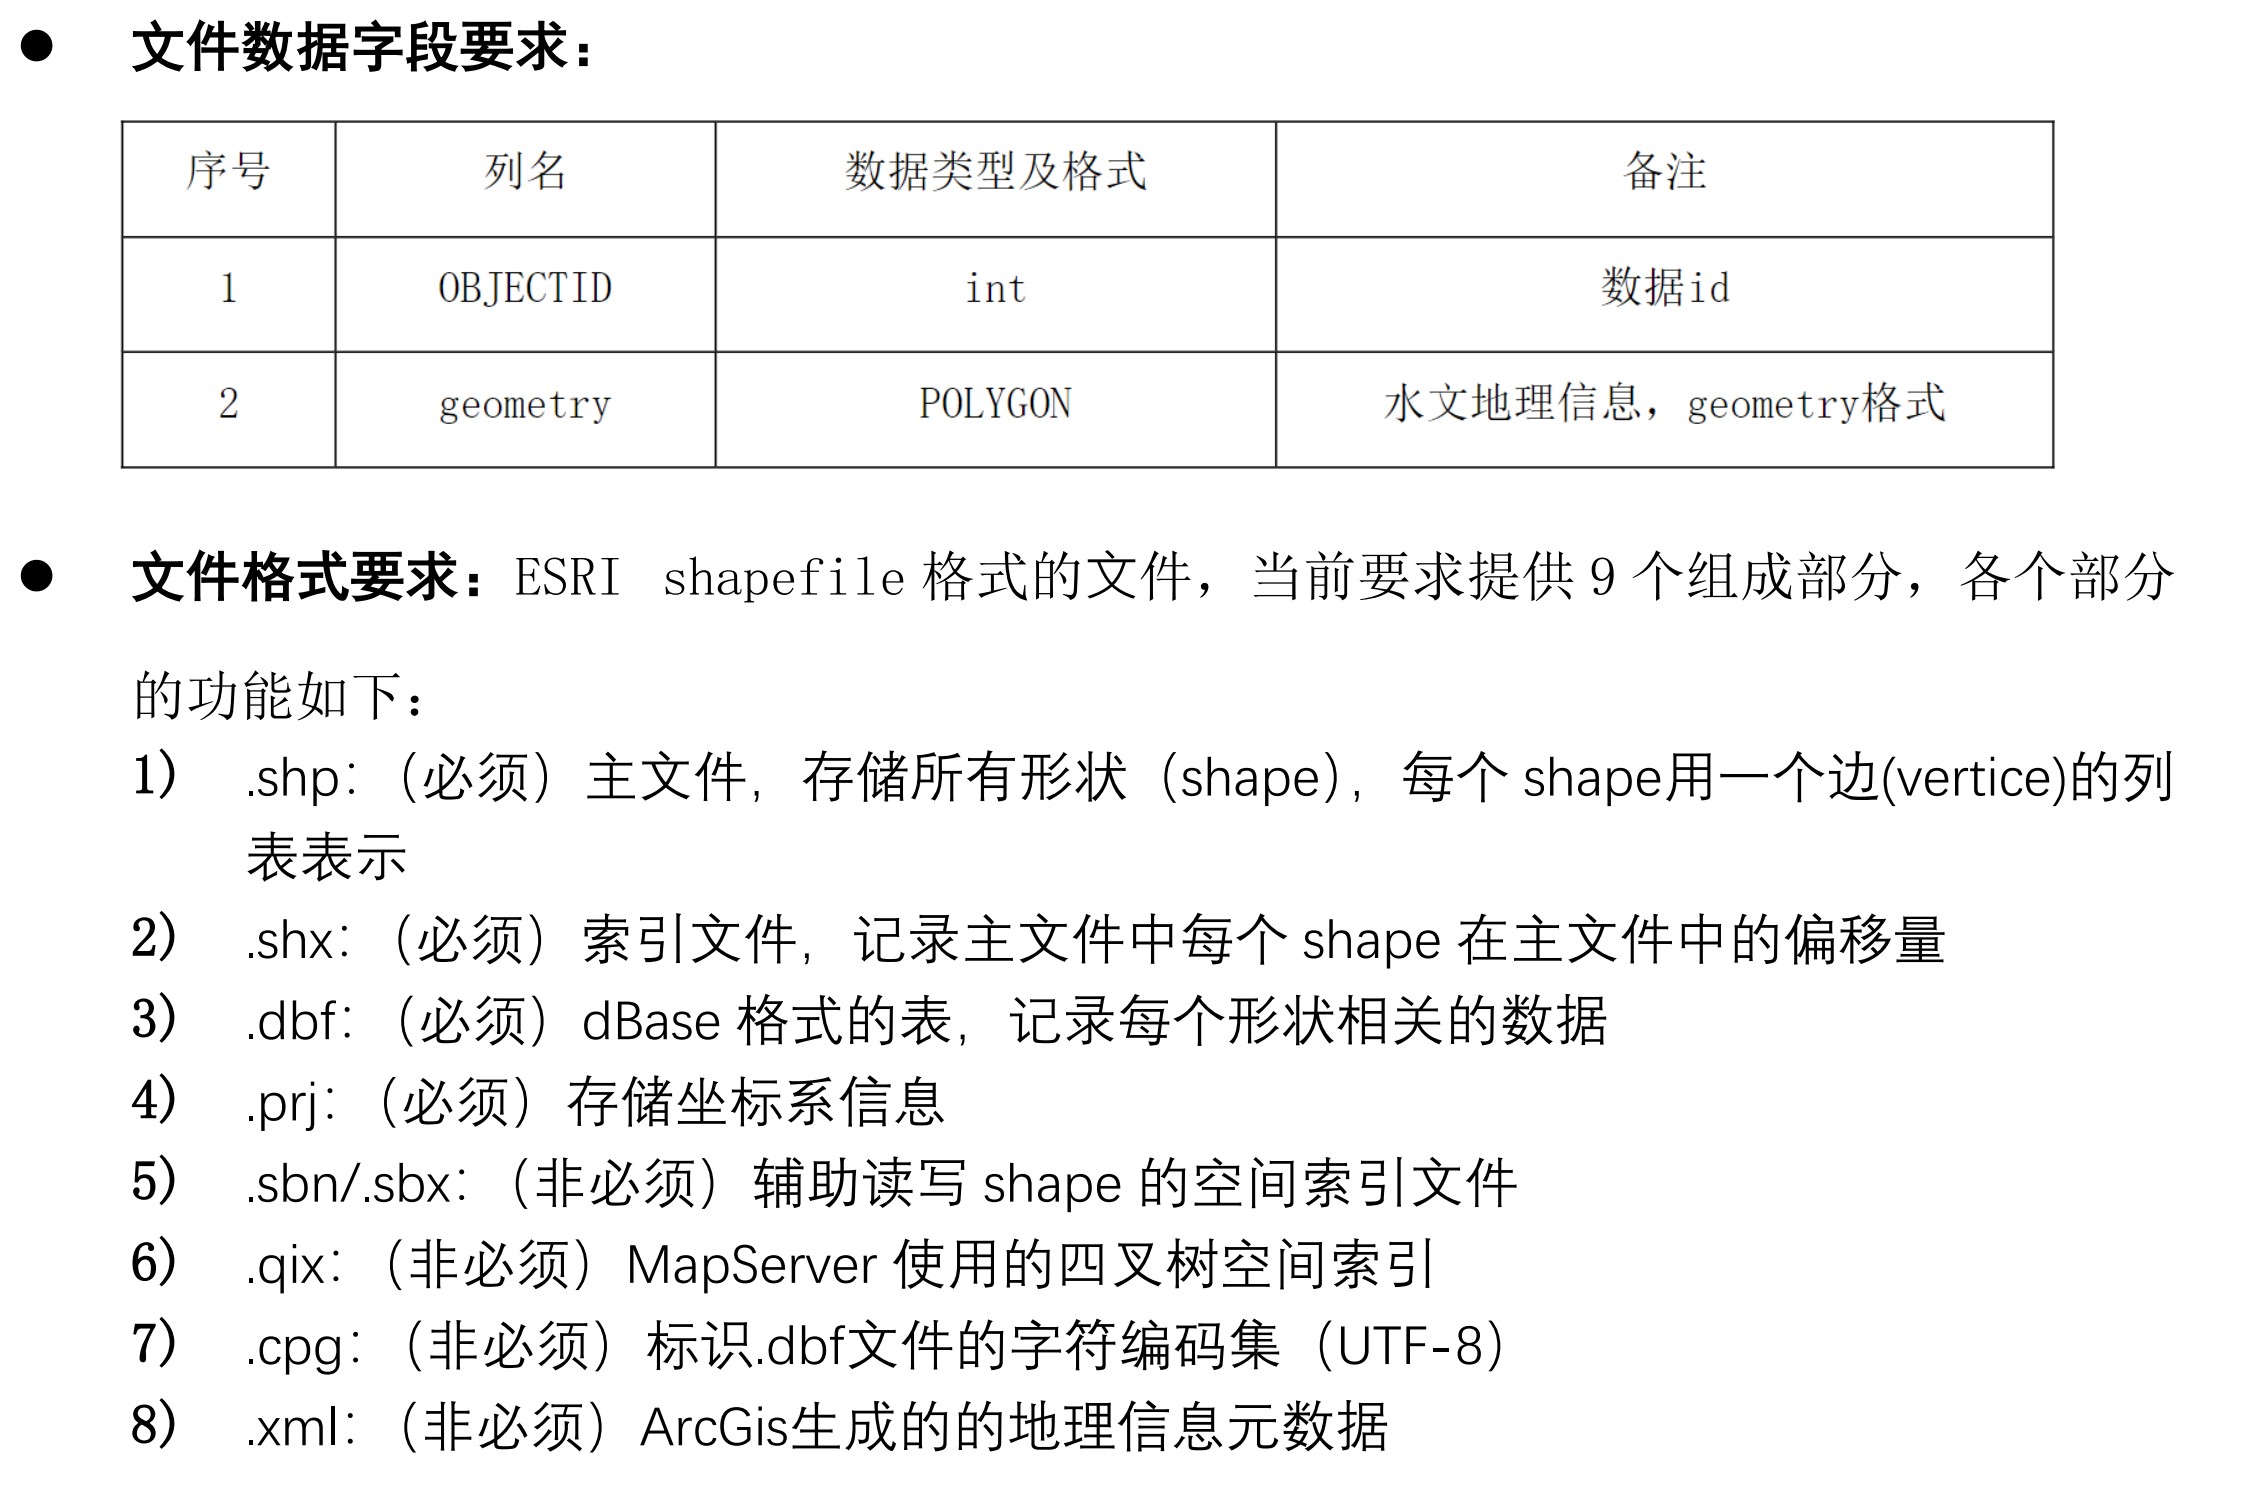 ● 文件数据字段要求：
序号 列名 数据类型及格式 备注
1 OBJECTID int 数据id
2 geometry POLYGON 水文地理信息，geometry格式
● 文件格式要求：ESRI shapefile 格式的文件，当前要求提供 9 个组成部分，各个部分
的功能如下：
1) .shp：（必须）主文件，存储所有形状（shape），每个 shape用一个边(vertice)的列
表表示
2) .shx：（必须）索引文件，记录主文件中每个 shape 在主文件中的偏移量
3) .dbf：（必须）dBase 格式的表，记录每个形状相关的数据
4) .prj：（必须）存储坐标系信息
5) .sbn/.sbx：（非必须）辅助读写 shape 的空间索引文件
6) .qix：（非必须）MapServer 使用的四叉树空间索引
7) .cpg：（非必须）标识.dbf文件的字符编码集（UTF-8）
8) .xml：（非必须）ArcGis生成的的地理信息元数据